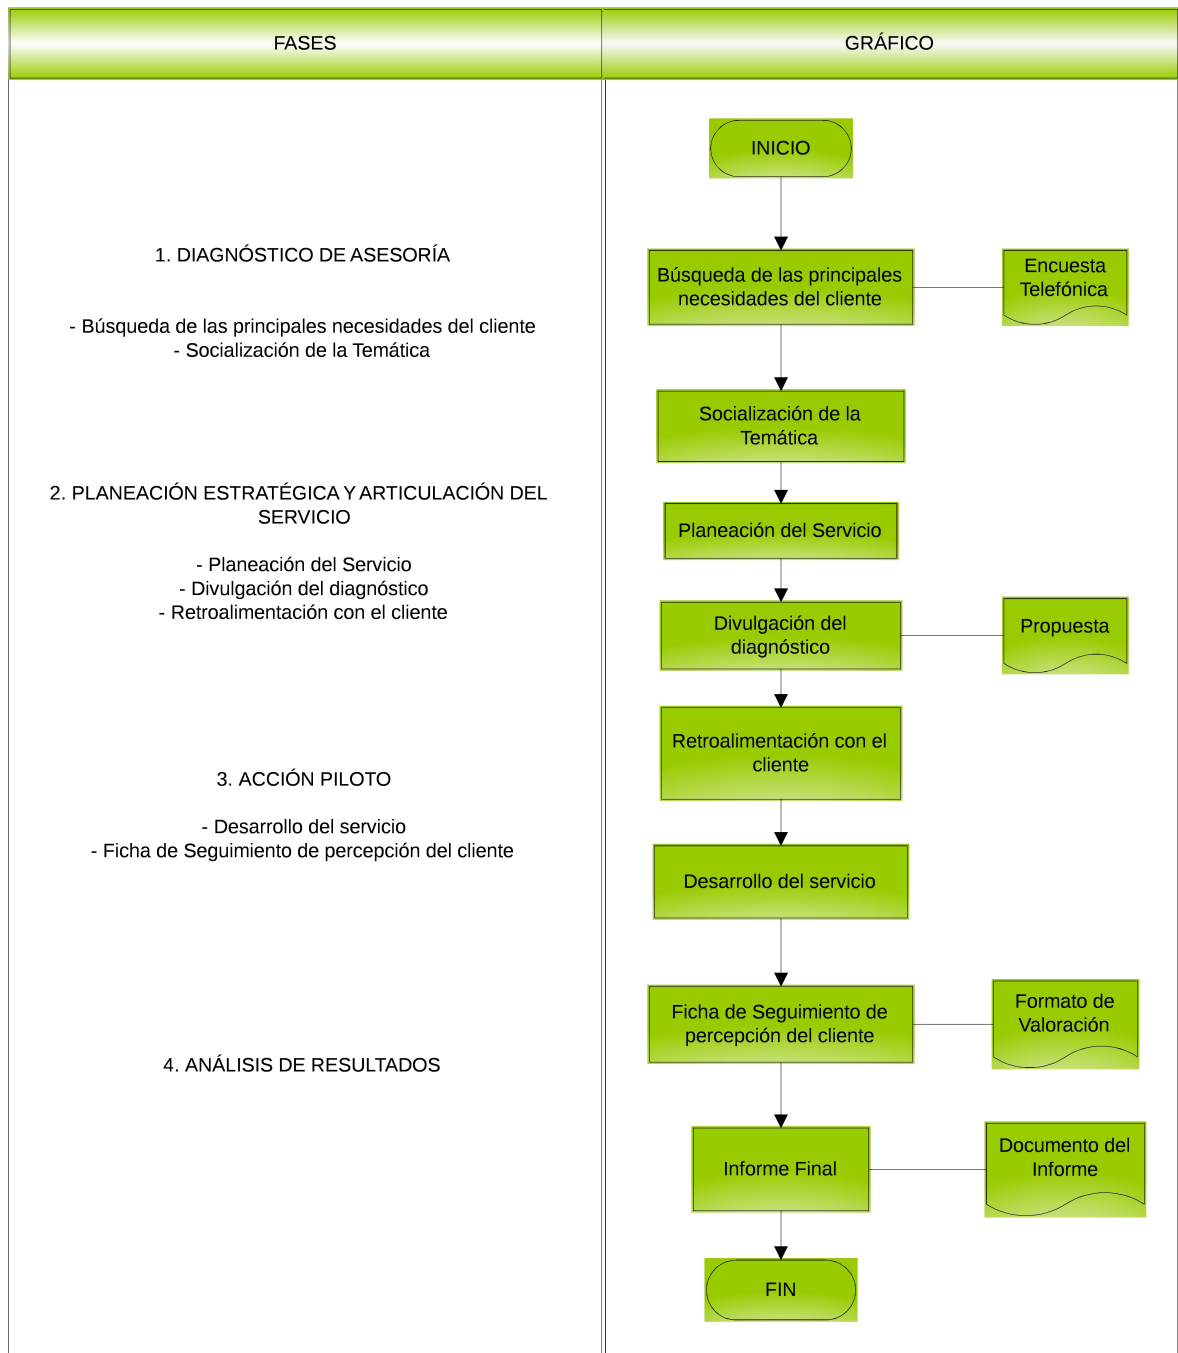 FASES
GRÁFICO
1. DIAGNÓSTICO DE ASESORÍA
- Búsqueda de las principales necesidades del cliente
- Socialización de la Temática
2. PLANEACIÓN ESTRATÉGICA Y ARTICULACIÓN DEL
SERVICIO
- Planeación del Servicio
- Divulgación del diagnóstico
- Retroalimentación con el cliente
3. ACCIÓN PILOTO
- Desarrollo del servicio
- Ficha de Seguimiento de percepción del cliente
4. ANÁLISIS DE RESULTADOS
INICIO
Búsqueda de las principales
necesidades del cliente
Encuesta
Telefónica
Socialización de la
Temática
Planeación del Servicio
Divulgación del
diagnóstico
Propuesta
Retroalimentación con el
cliente
Desarrollo del servicio
Ficha de Seguimiento de
percepción del cliente
Formato de
Valoración
Informe Final
Documento del
Informe
FIN